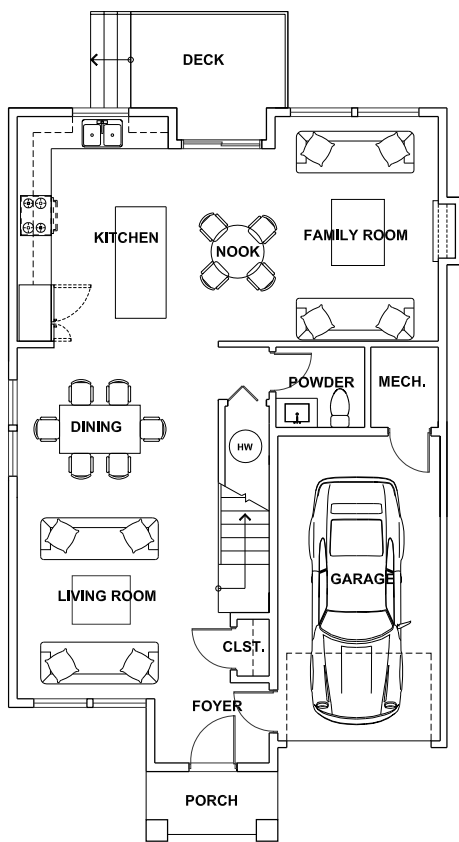 DECK
KITCHEN
NOOK
FAMILY ROOM
POWDER
MECH.
DINING
HW
GARAGE
LIVING ROOM
CLST.
FOYER
PORCH